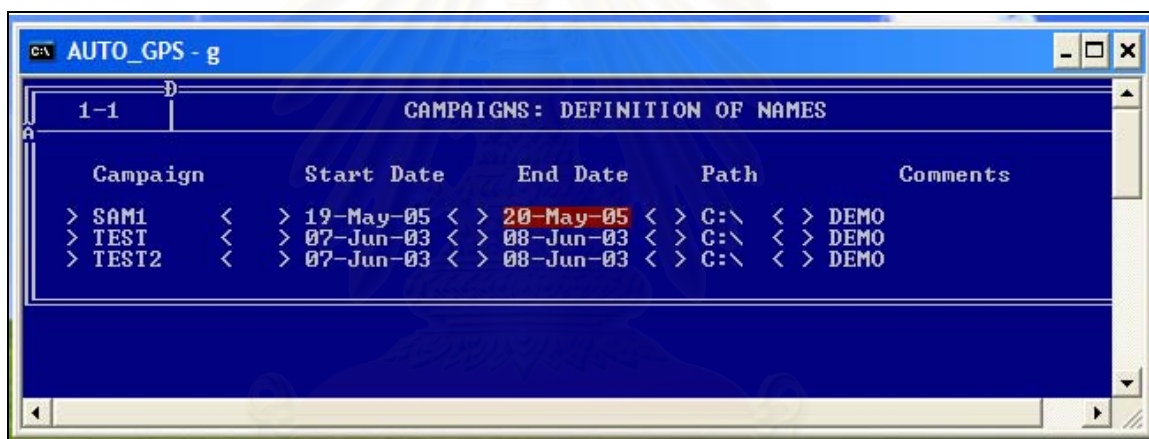 AUTO_GPS - g
1-1 CAMPAIGNS: DEFINITION OF NAMES
Campaign Start Date End Date Path Comments
> SAM1 < > 19-May-05 < > 20-May-05 < > C:\ < > DEMO
> TEST < > 07-Jun-03 < > 08-Jun-03 < > C:\ < > DEMO
> TEST2 < > 07-Jun-03 < > 08-Jun-03 < > C:\ < > DEMO